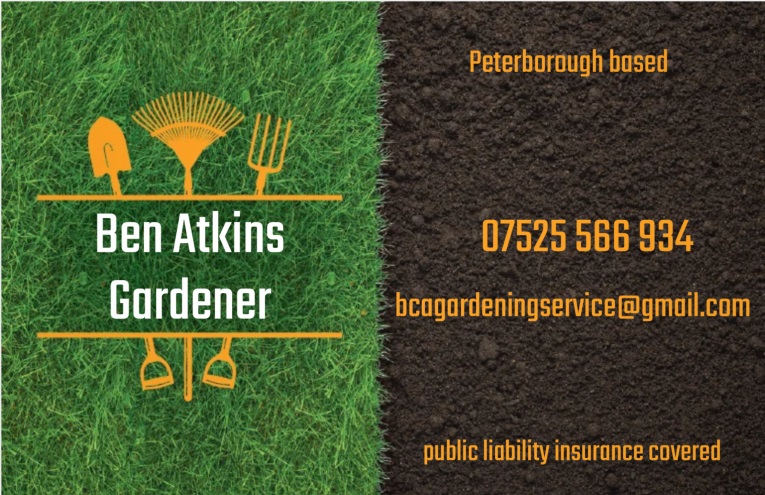 Ben Atkins
Gardener
Peterborough based
07525 566 934
bcagardeningservice@gmail.com
public liability insurance covered